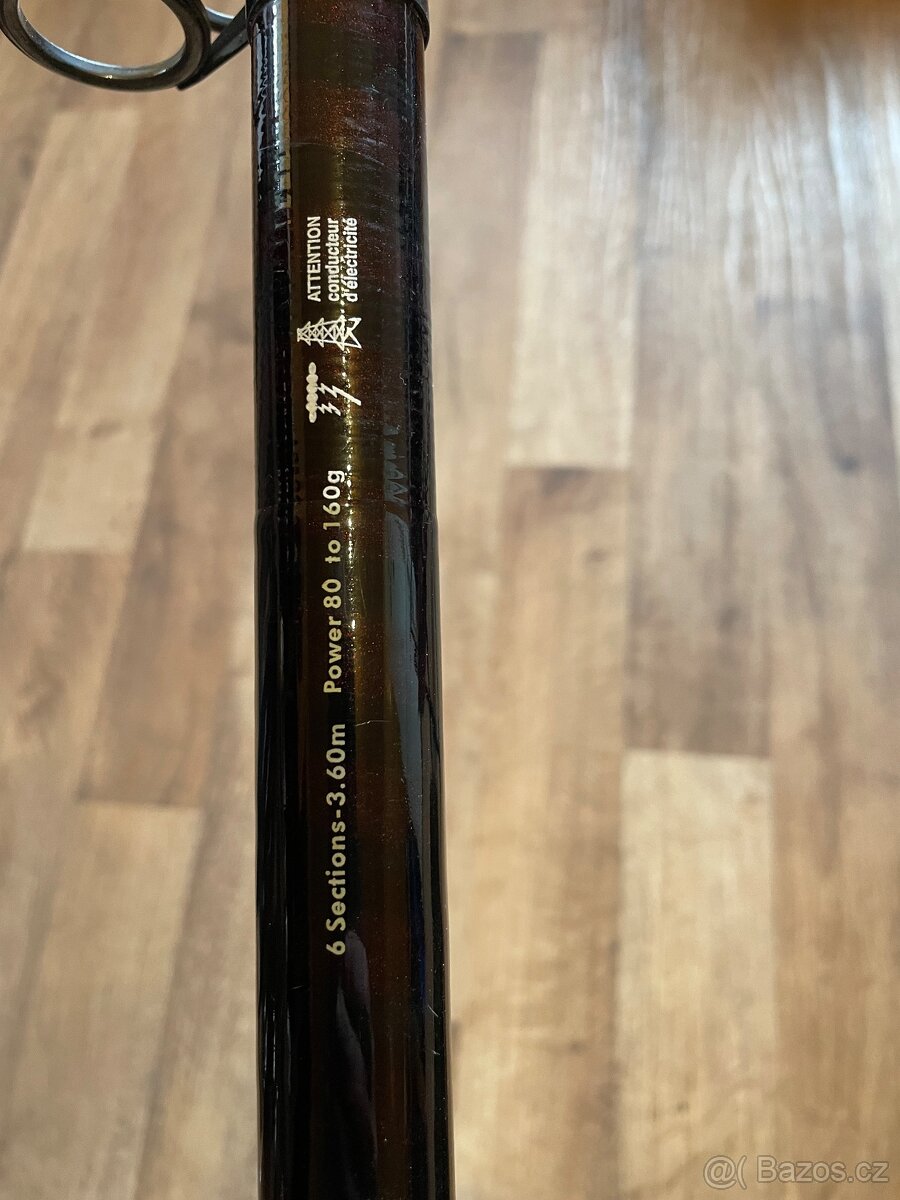 6 Sections-3.60m Power 80 to 160g
ATTENTION
conducteur
d'électricité
@( Bazos.cz